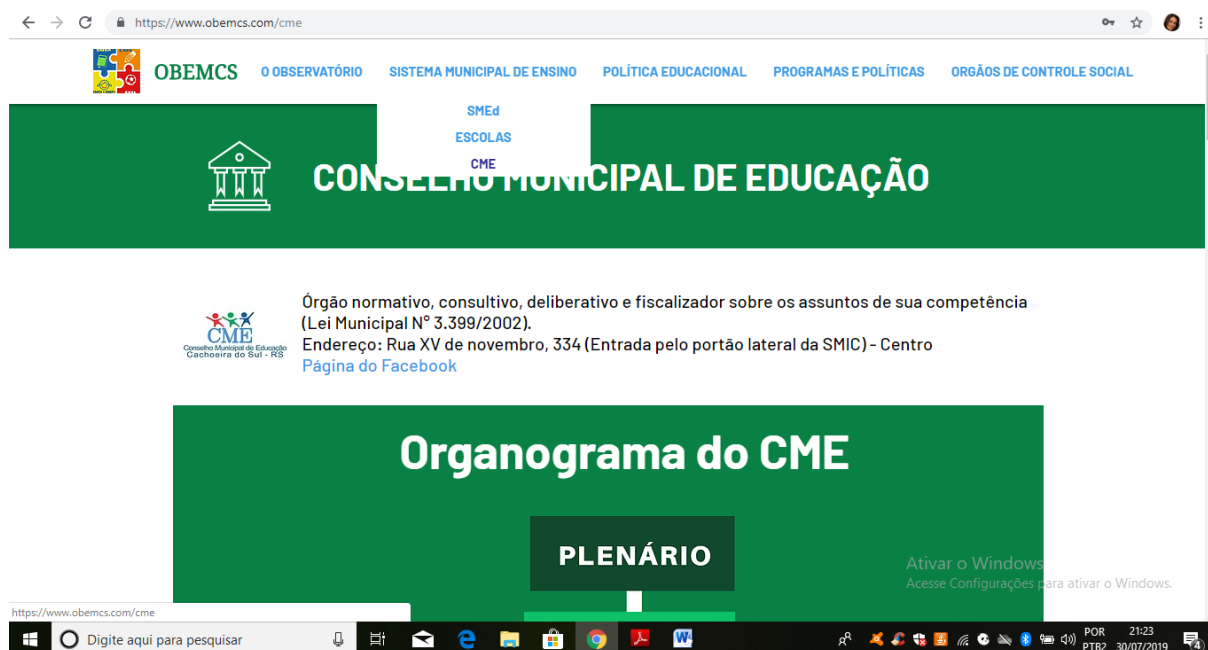 https://www.obemcs.com/cme
OBEMCS
O OBSERVATÓRIO SISTEMA MUNICIPAL DE ENSINO POLÍTICA EDUCACIONAL PROGRAMAS E POLÍTICAS ORGÃOS DE CONTROLE SOCIAL
SMEd
ESCOLAS
CME
CONSELHO MUNICIPAL DE EDUCAÇÃO
CME
Conselho Municipal de Educação
Cachoeira do Sul - RS
Órgão normativo, consultivo, deliberativo e fiscalizador sobre os assuntos de sua competência
(Lei Municipal N° 3.399/2002).
Endereço: Rua XV de novembro, 334 (Entrada pelo portão lateral da SMIC) - Centro
Página do Facebook
Organograma do CME
PLENÁRIO
Ativar o Windows
Acesse Configurações para ativar o Windows.
https://www.obemcs.com/cme
Digite aqui para pesquisar
POR 21:23
PTB2 30/07/2019
4